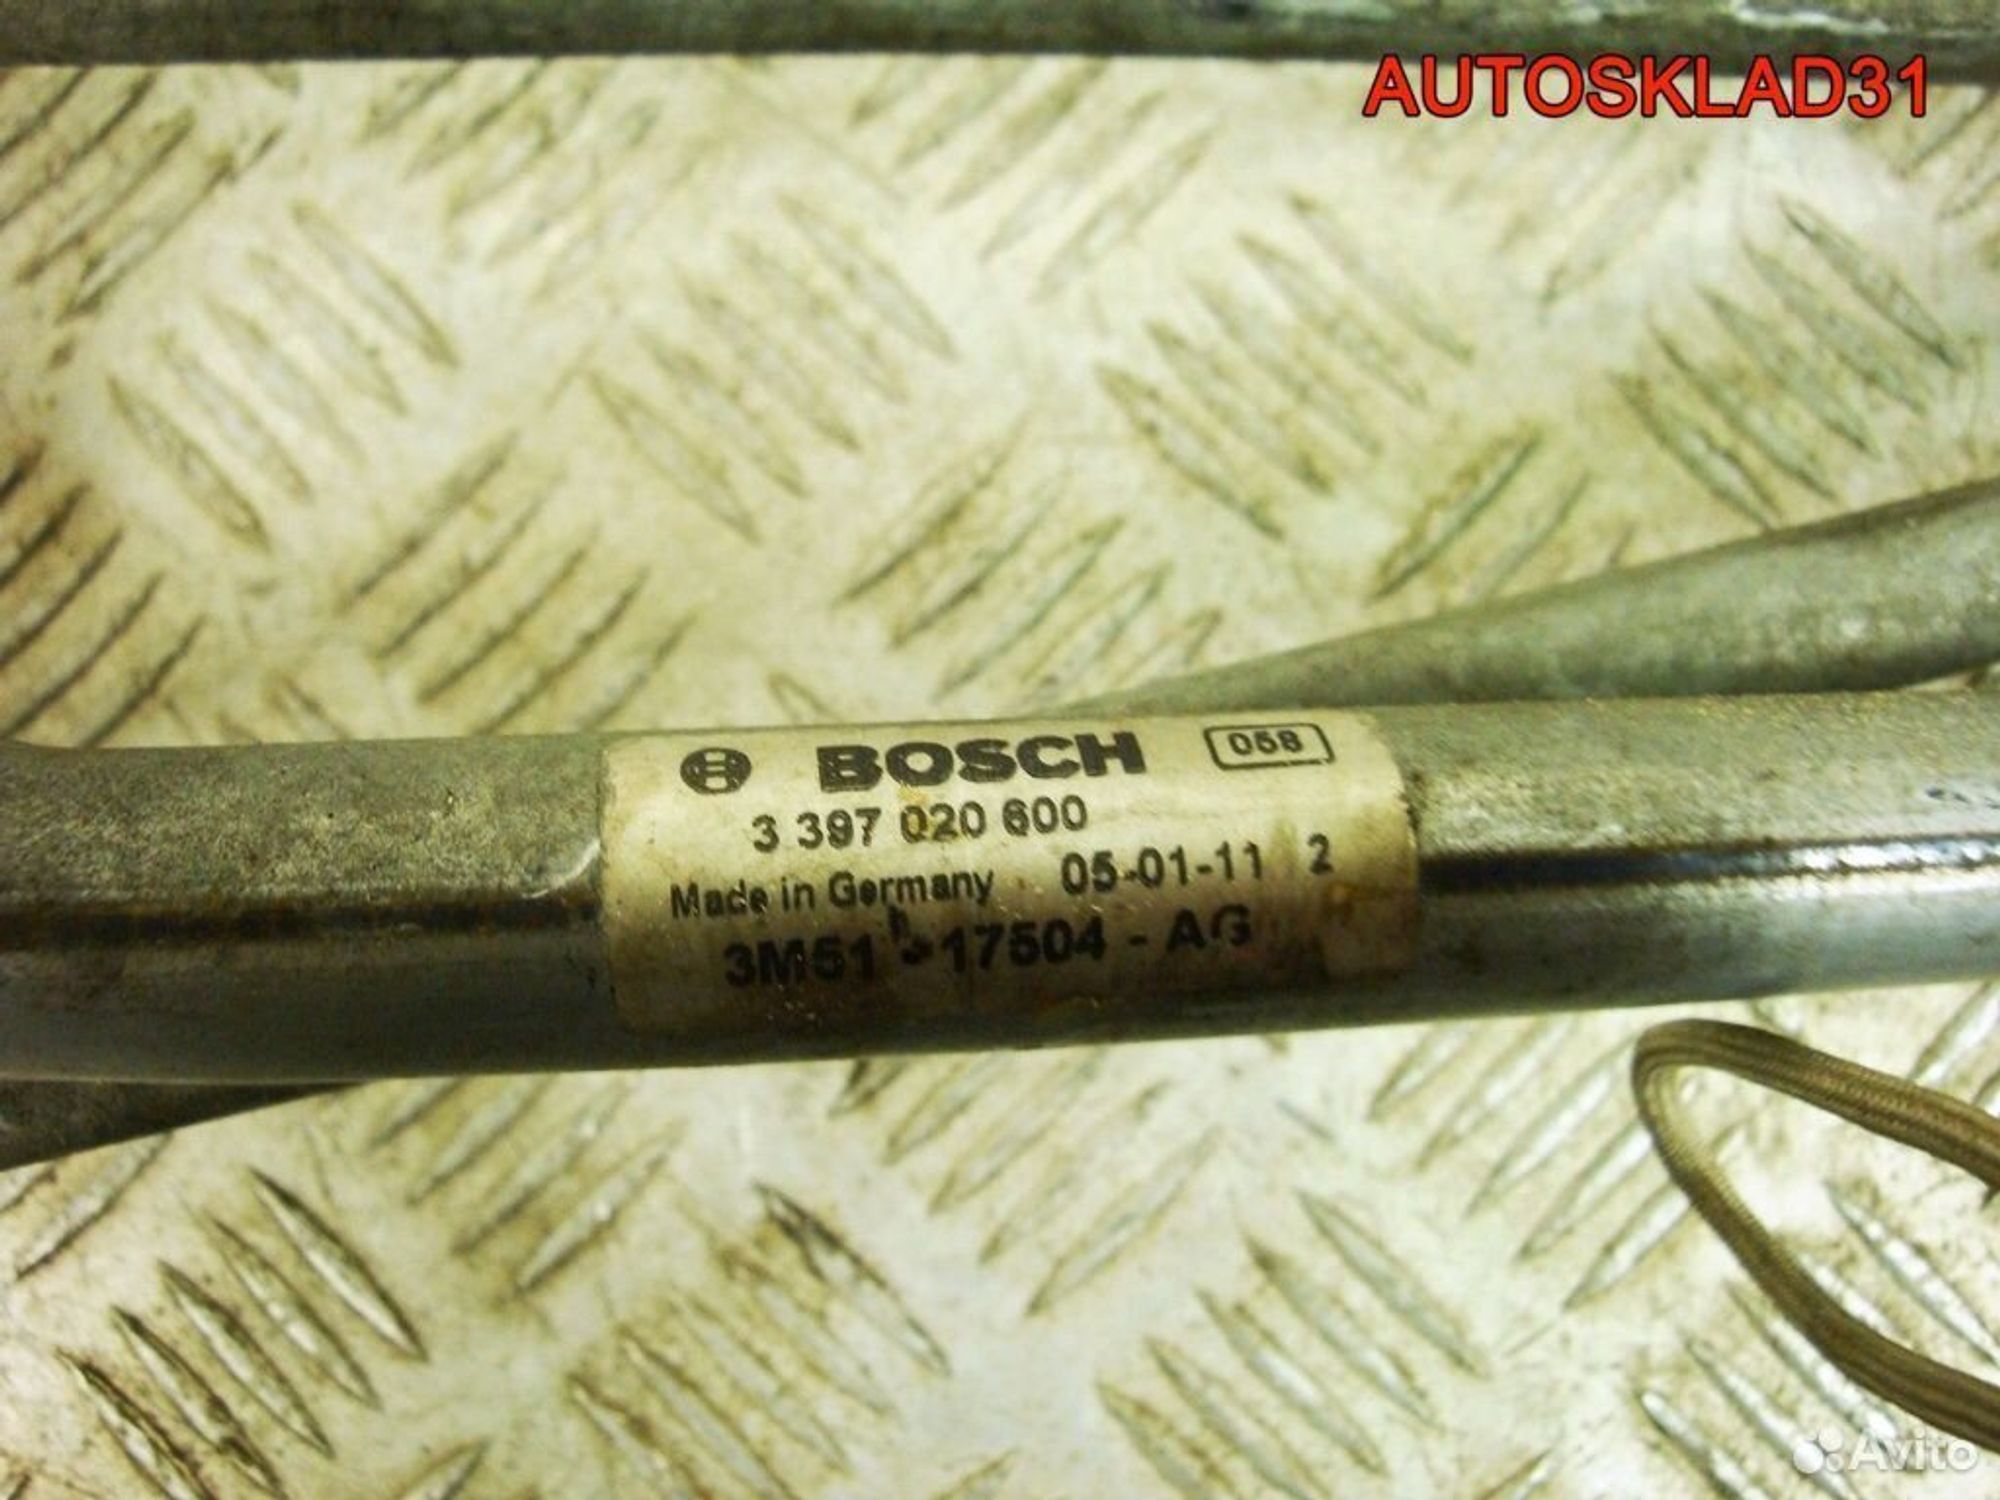 AUTOSKLAD31
BOSCH 058
3 397 020 600
Made in Germany 05-01-11 2
3M51 - 17504 - AG
Avito